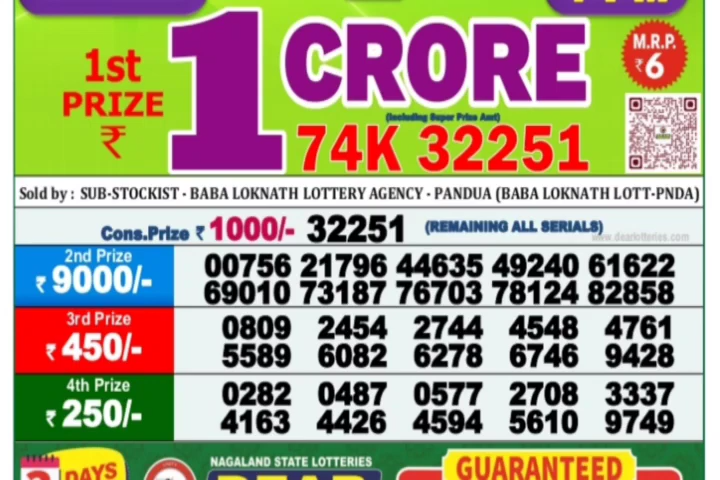 1st
PRIZE
₹
1 CRORE
(Including Super Prize Amt)
74K 32251
M.R.P.
₹6
Sold by : SUB-STOCKIST - BABA LOKNATH LOTTERY AGENCY - PANDUA (BABA LOKNATH LOTT-PNDA)
Cons.Prize ₹ 1000/- 32251 (REMAINING ALL SERIALS)
www.dearlotteries.com
2nd Prize
₹ 9000/-
00756 21796 44635 49240 61622
69010 73187 76703 78124 82858
3rd Prize
₹ 450/-
0809 2454 2744 4548 4761
5589 6082 6278 6746 9428
4th Prize
₹ 250/-
0282 0487 0577 2708 3337
4163 4426 4594 5610 9749
DAYS
NAGALAND STATE LOTTERIES
DEAR
GUARANTEED